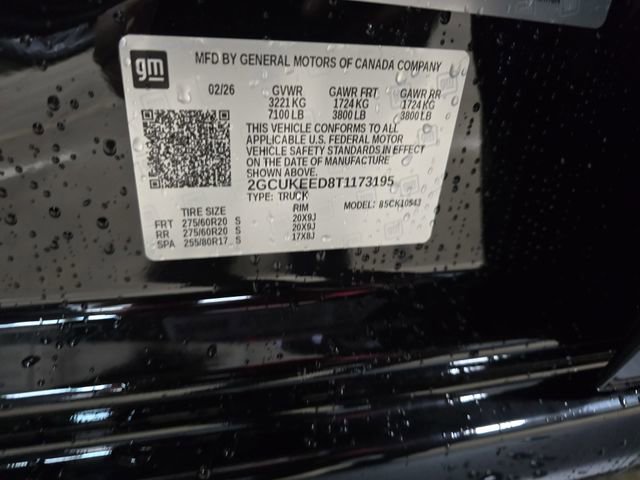 gm
MFD BY GENERAL MOTORS OF CANADA COMPANY
02/26 GVWR GAWR FRT. GAWR RR
3221 KG 1724 KG 1724 KG
7100 LB 3800 LB 3800 LB
THIS VEHICLE CONFORMS TO ALL
APPLICABLE U.S. FEDERAL MOTOR
VEHICLE SAFETY STANDARDS IN EFFECT
ON THE DATE OF MANUFACTURE
SHOWN ABOVE.
2GCUKEED8T1173195
TYPE: TRUCK MODEL: 85CK10543
TIRE SIZE RIM
FRT 275/60R20 S 20X9J
RR 275/60R20 S 20X9J
SPA 255/80R17 S 17X8J